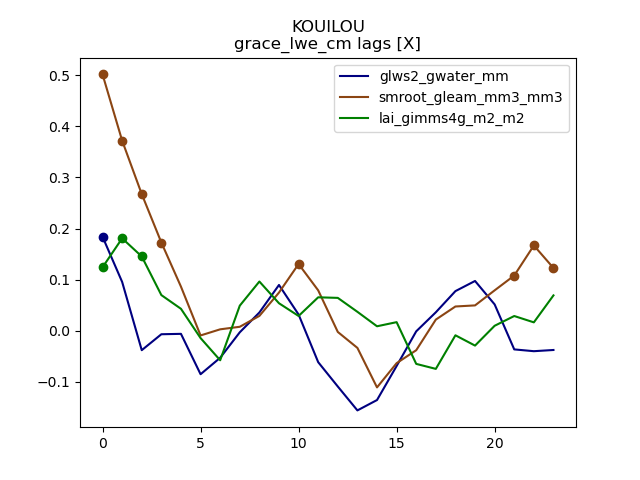 KOUILOU
grace_lwe_cm lags [X]
glws2_gwater_mm
smroot_gleam_mm3_mm3
lai_gimms4g_m2_m2
0.5
0.4
0.3
0.2
0.1
0.0
−0.1
0 5 10 15 20